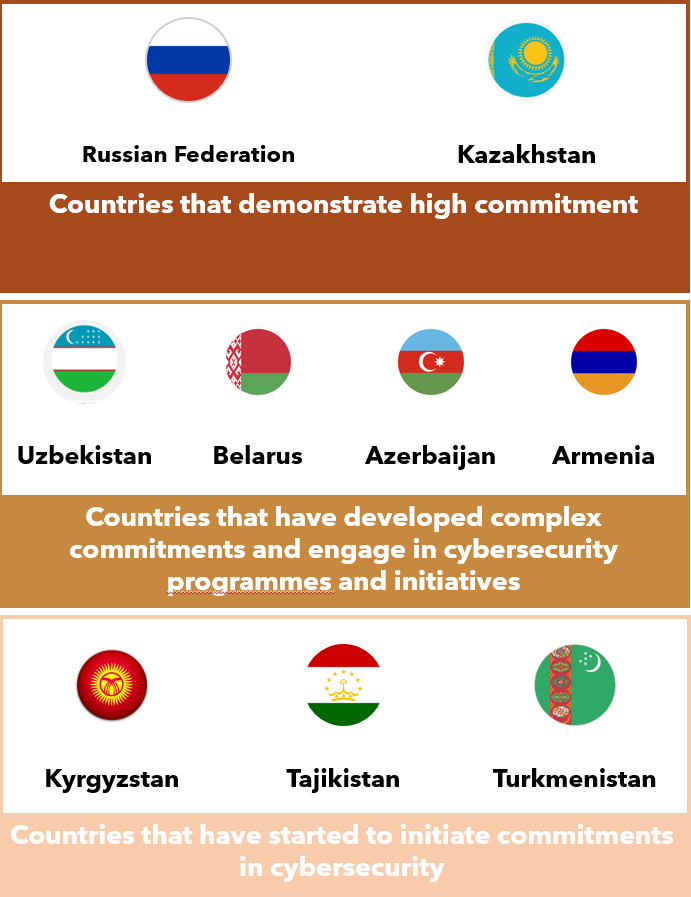 Russian Federation
Kazakhstan
Countries that demonstrate high commitment
Uzbekistan
Belarus
Azerbaijan
Armenia
Countries that have developed complex
commitments and engage in cybersecurity
programmes and initiatives
Kyrgyzstan
Tajikistan
Turkmenistan
Countries that have started to initiate commitments
in cybersecurity